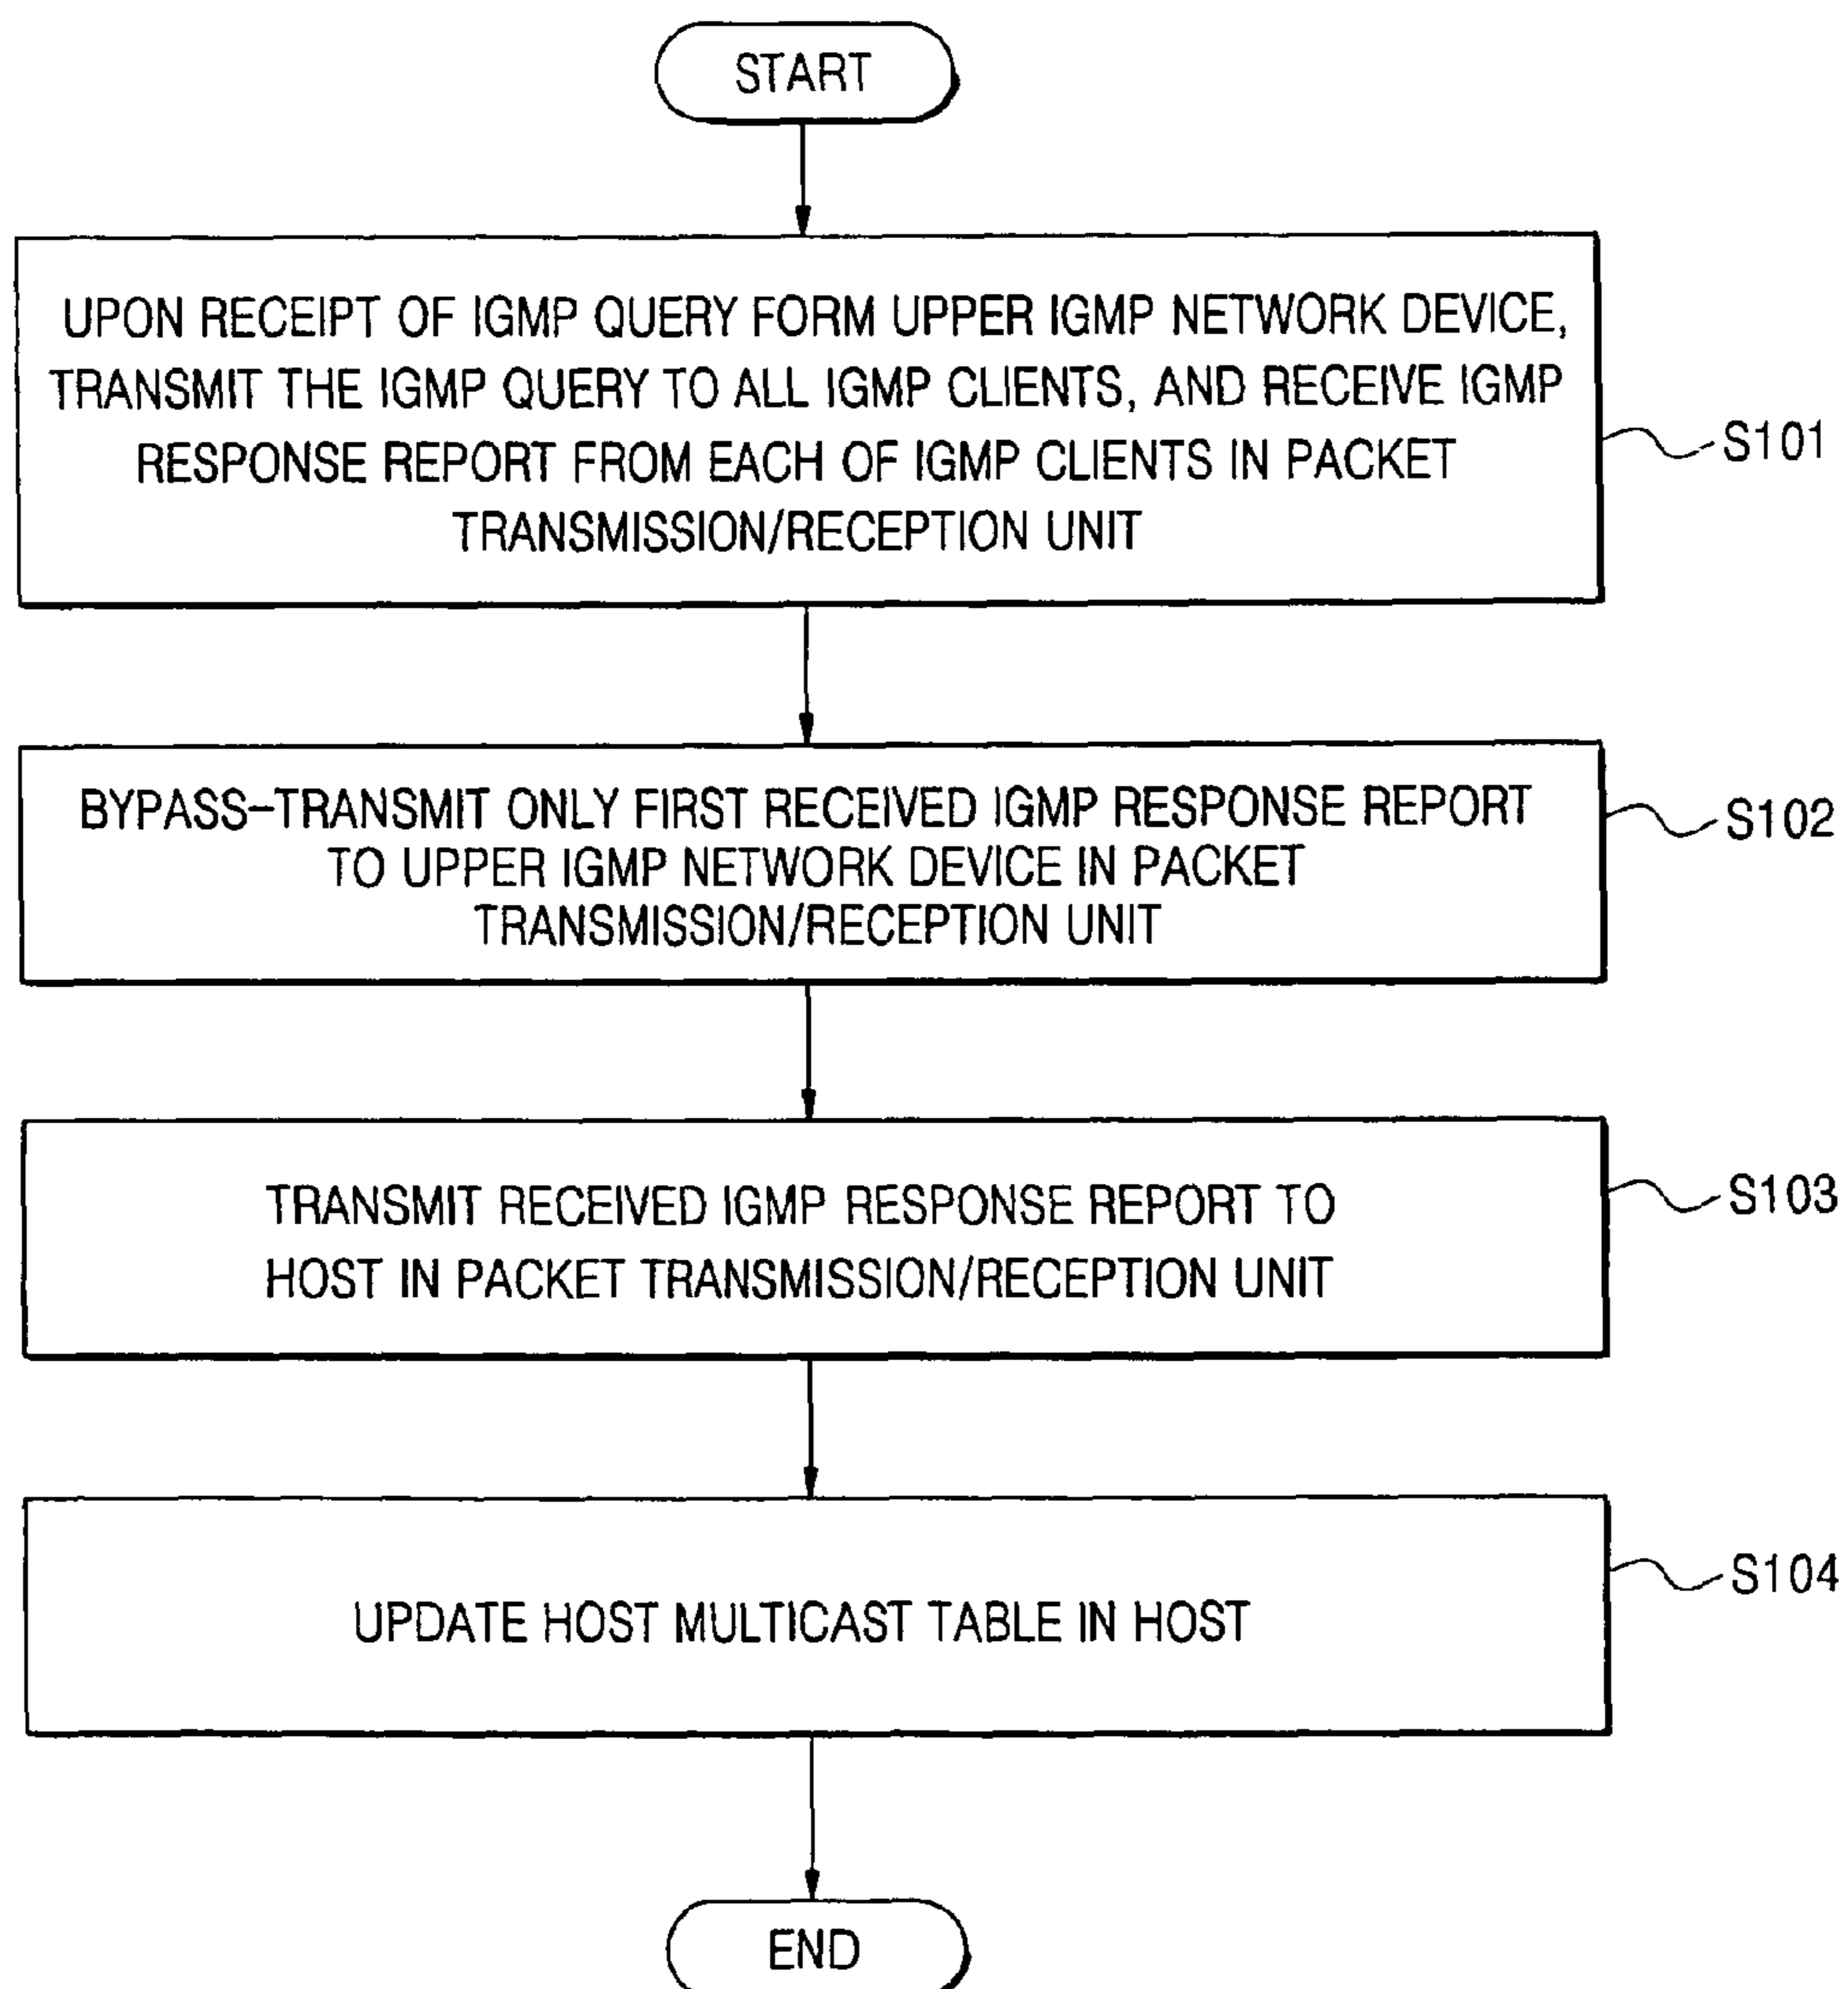 START
UPON RECEIPT OF IGMP QUERY FORM UPPER IGMP NETWORK DEVICE,
TRANSMIT THE IGMP QUERY TO ALL IGMP CLIENTS, AND RECEIVE IGMP
RESPONSE REPORT FROM EACH OF IGMP CLIENTS IN PACKET
TRANSMISSION/RECEPTION UNIT
S101
BYPASS-TRANSMIT ONLY FIRST RECEIVED IGMP RESPONSE REPORT
TO UPPER IGMP NETWORK DEVICE IN PACKET
TRANSMISSION/RECEPTION UNIT
S102
TRANSMIT RECEIVED IGMP RESPONSE REPORT TO
HOST IN PACKET TRANSMISSION/RECEPTION UNIT
S103
UPDATE HOST MULTICAST TABLE IN HOST
S104
END